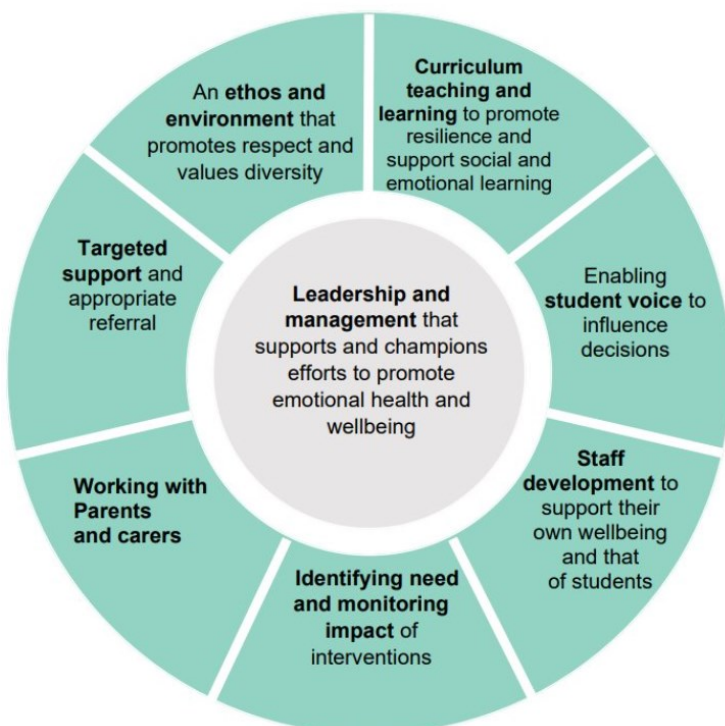 An ethos and
environment that
promotes respect and
values diversity
Curriculum
teaching and
learning to promote
resilience and
support social and
emotional learning
Enabling
student voice to
influence
decisions
Staff
development to
support their
own wellbeing
and that
of students
Identifying need
and monitoring
impact of
interventions
Working with
Parents
and carers
Targeted
support and
appropriate
referral
Leadership and
management that
supports and champions
efforts to promote
emotional health and
wellbeing